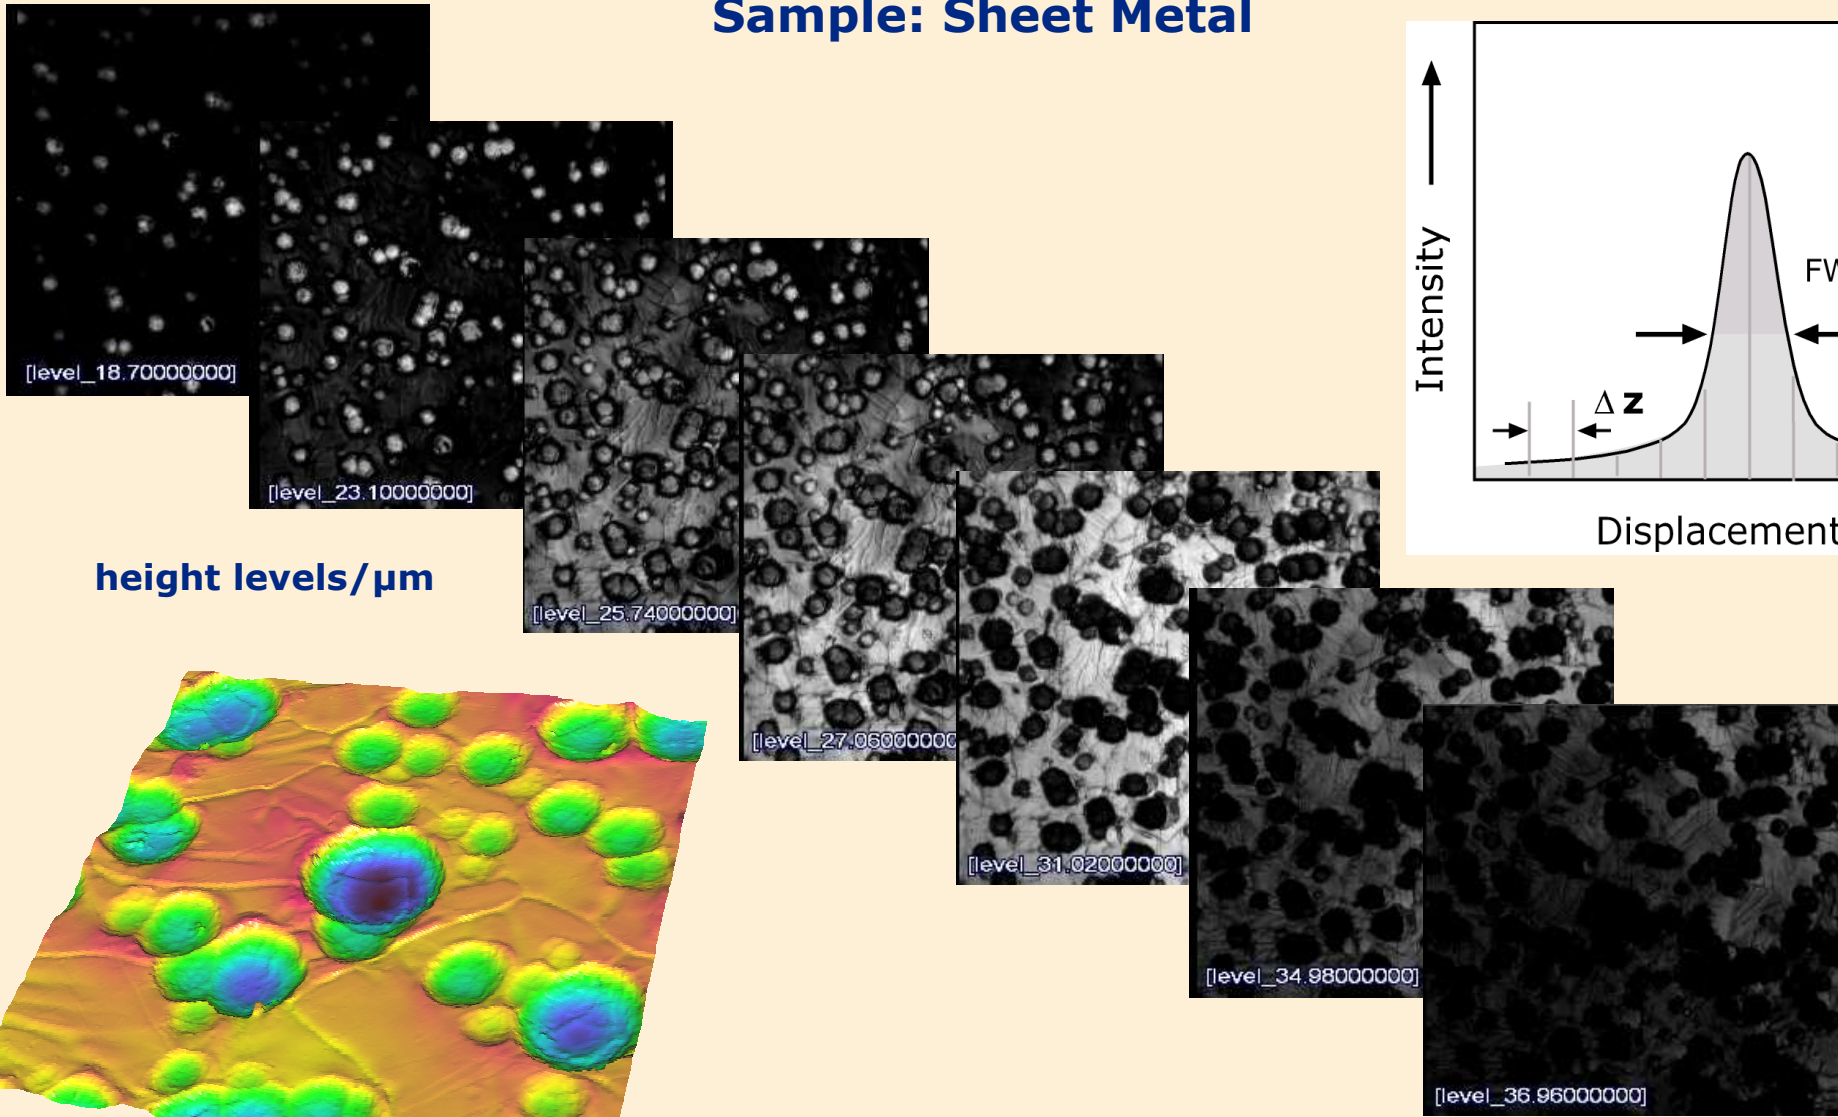 Sample: Sheet Metal
[level_18.70000000]
[level_23.10000000]
[level_25.74000000]
[level_27.06000000
[level_31.02000000]
[level_34.98000000]
[level_36.96000000]
height levels/µm
Intensity
FW
Δ z
Displacement